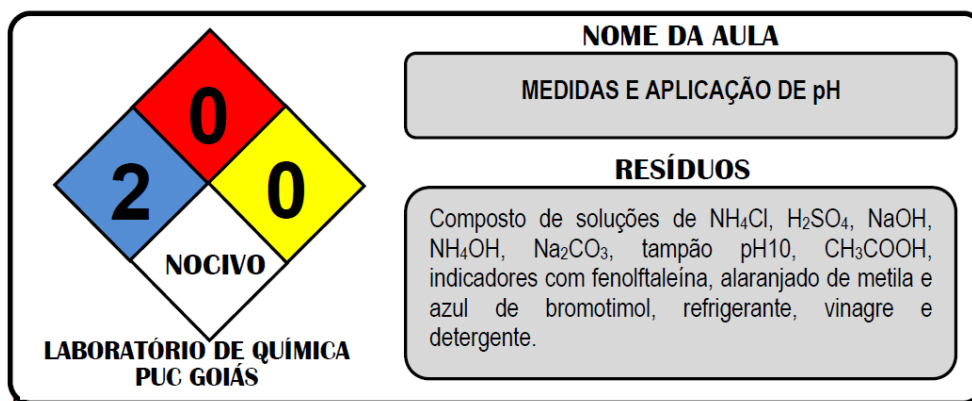 0
2
0
NOCIVO
LABORATÓRIO DE QUÍMICA
PUC GOIÁS
NOME DA AULA
MEDIDAS E APLICAÇÃO DE pH
RESÍDUOS
Composto de soluções de NH₄Cl, H₂SO₄, NaOH,
NH₄OH, Na₂CO₃, tampão pH10, CH₃COOH,
indicadores com fenolftaleína, alaranjado de metila e
azul de bromotimol, refrigerante, vinagre e
detergente.